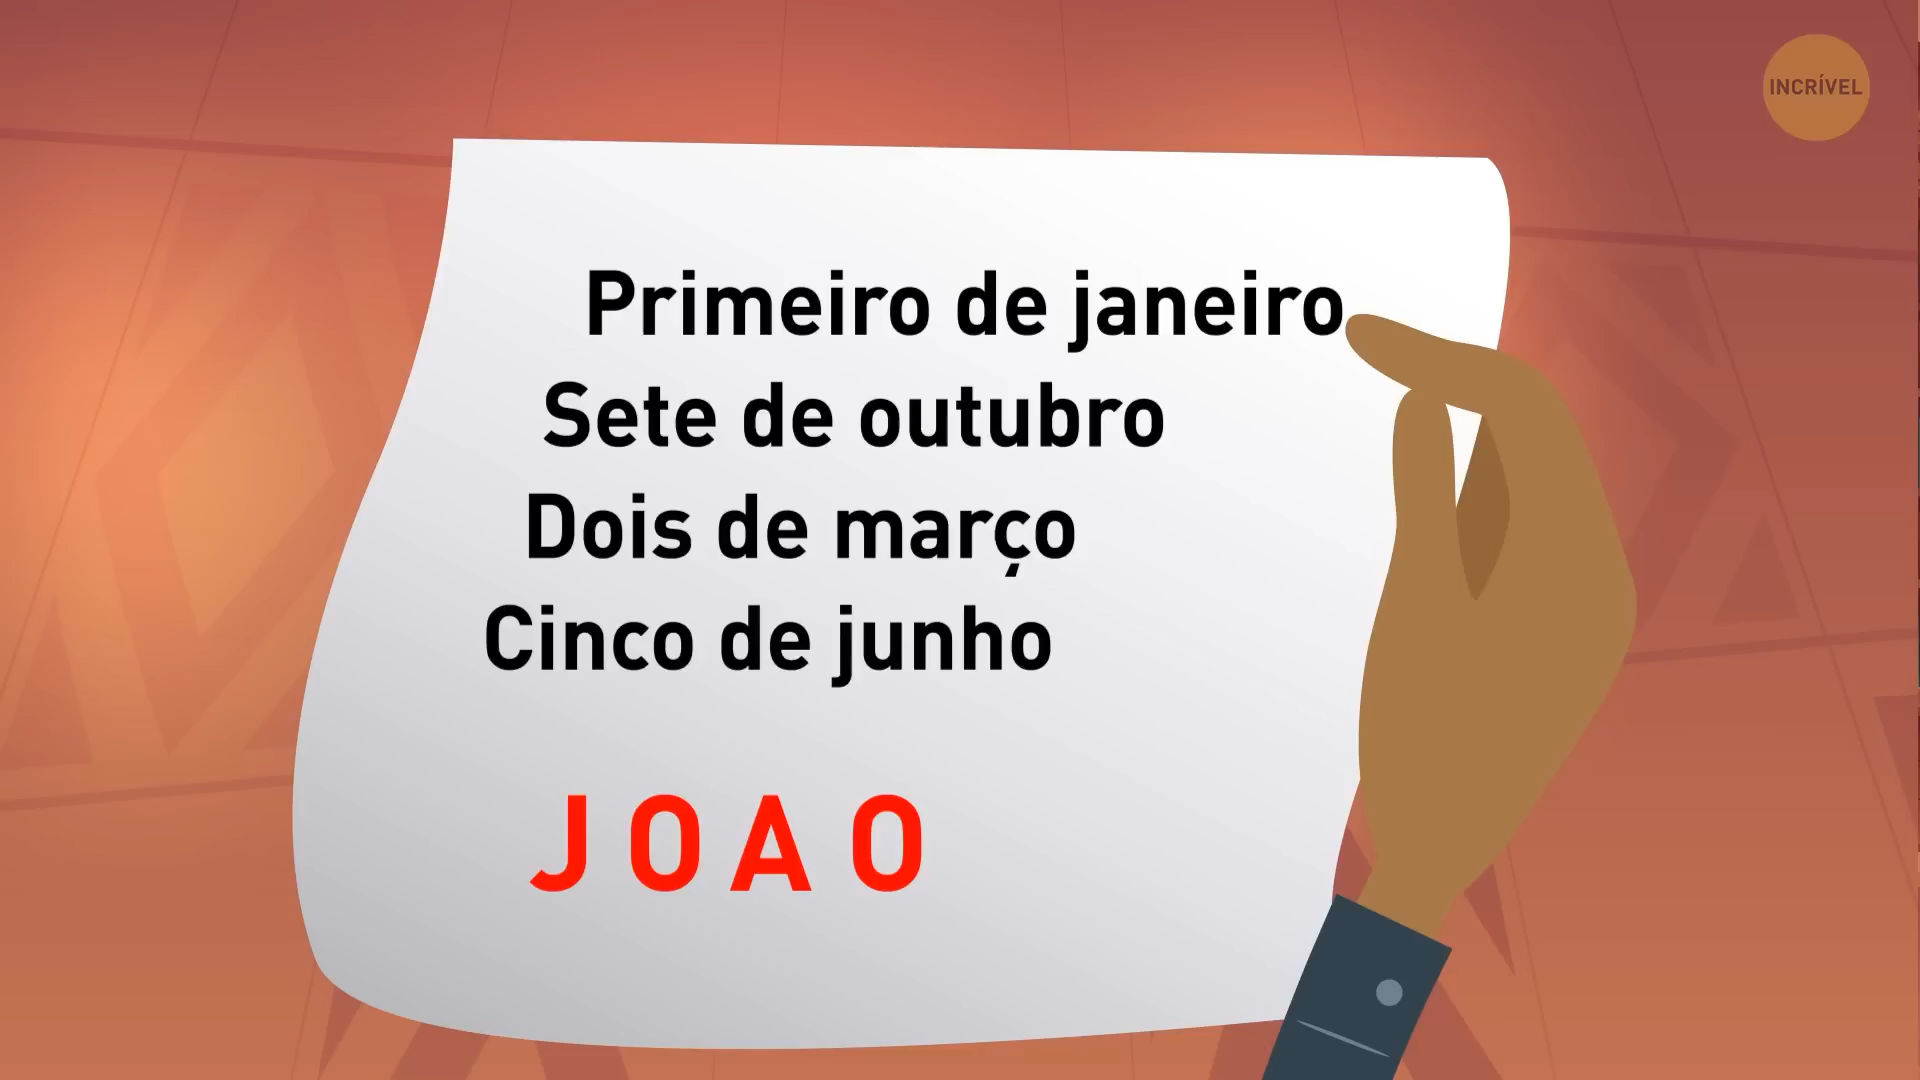 INCRÍVEL
Primeiro de janeiro
Sete de outubro
Dois de março
Cinco de junho
J O A O